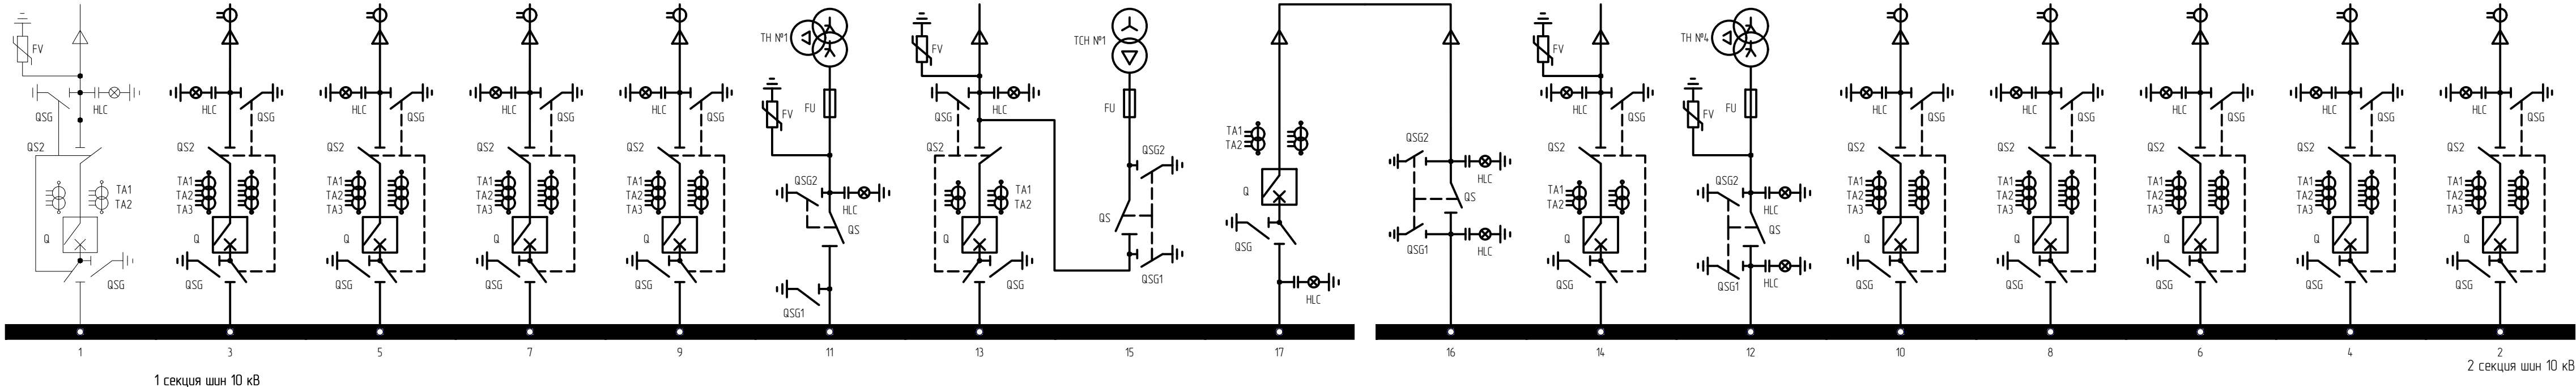 FV
HLC
QSG
QS2
TA1
TA2
Q
QSG
1
HLC
QSG
QS2
TA1
TA2
TA3
Q
QSG
3
HLC
QSG
QS2
TA1
TA2
TA3
Q
QSG
5
HLC
QSG
QS2
TA1
TA2
TA3
Q
QSG
7
HLC
QSG
QS2
TA1
TA2
TA3
Q
QSG
9
ТН №1
FV
FU
QSG2
HLC
QS
QSG1
11
FV
HLC
QSG
QS2
TA1
TA2
Q
QSG
13
ТСН №1
FU
QSG2
QS
QSG1
15
TA1
TA2
Q
QSG
HLC
17
QSG2
HLC
QS
QSG1
HLC
16
FV
HLC
QSG
QS2
TA1
TA2
Q
QSG
14
ТН №4
FV
FU
QSG2
HLC
QS
QSG1
HLC
12
HLC
QSG
QS2
TA1
TA2
TA3
Q
QSG
10
HLC
QSG
QS2
TA1
TA2
TA3
Q
QSG
8
HLC
QSG
QS2
TA1
TA2
TA3
Q
QSG
6
HLC
QSG
QS2
TA1
TA2
TA3
Q
QSG
4
HLC
QSG
QS2
TA1
TA2
TA3
Q
QSG
2
1 секция шин 10 кВ
2 секция шин 10 кВ